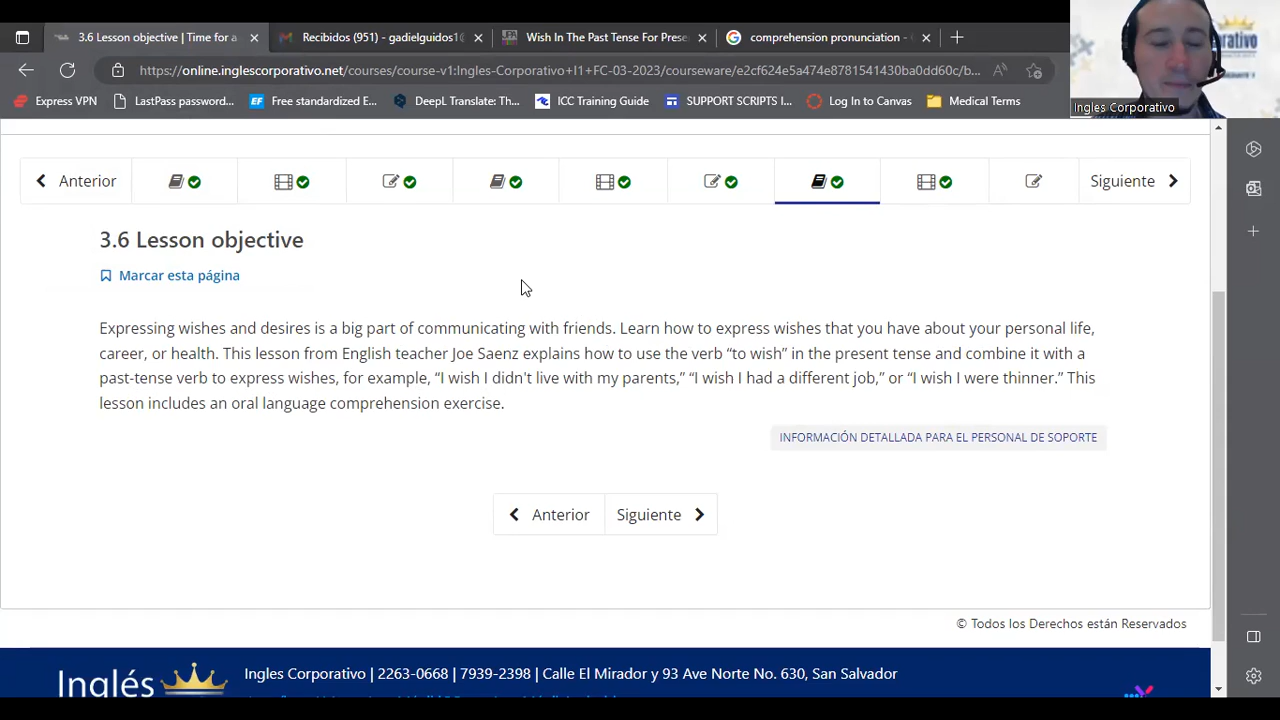 3.6 Lesson objective | Time for a
Recibidos (951) - gadielguidos1@
Wish In The Past Tense For Prese
comprehension pronunciation -
https://online.inglescorporativo.net/courses/course-v1:Ingles-Corporativo+I1+FC-03-2023/courseware/e2cf624e5a474e8781541430ba0dd60c/b...
Ingles Corporativo
Express VPN
LastPass password...
EF Free standardized E...
DeepL Translate: Th...
ICC Training Guide
SUPPORT SCRIPTS I...
Log In to Canvas
Medical Terms
Anterior
Siguiente
3.6 Lesson objective
Marcar esta página
Expressing wishes and desires is a big part of communicating with friends. Learn how to express wishes that you have about your personal life,
career, or health. This lesson from English teacher Joe Saenz explains how to use the verb “to wish” in the present tense and combine it with a
past-tense verb to express wishes, for example, “I wish I didn't live with my parents,” “I wish I had a different job,” or “I wish I were thinner.” This
lesson includes an oral language comprehension exercise.
INFORMACIÓN DETALLADA PARA EL PERSONAL DE SOPORTE
Anterior
Siguiente
© Todos los Derechos están Reservados
Inglés
Ingles Corporativo | 2263-0668 | 7939-2398 | Calle El Mirador y 93 Ave Norte No. 630, San Salvador